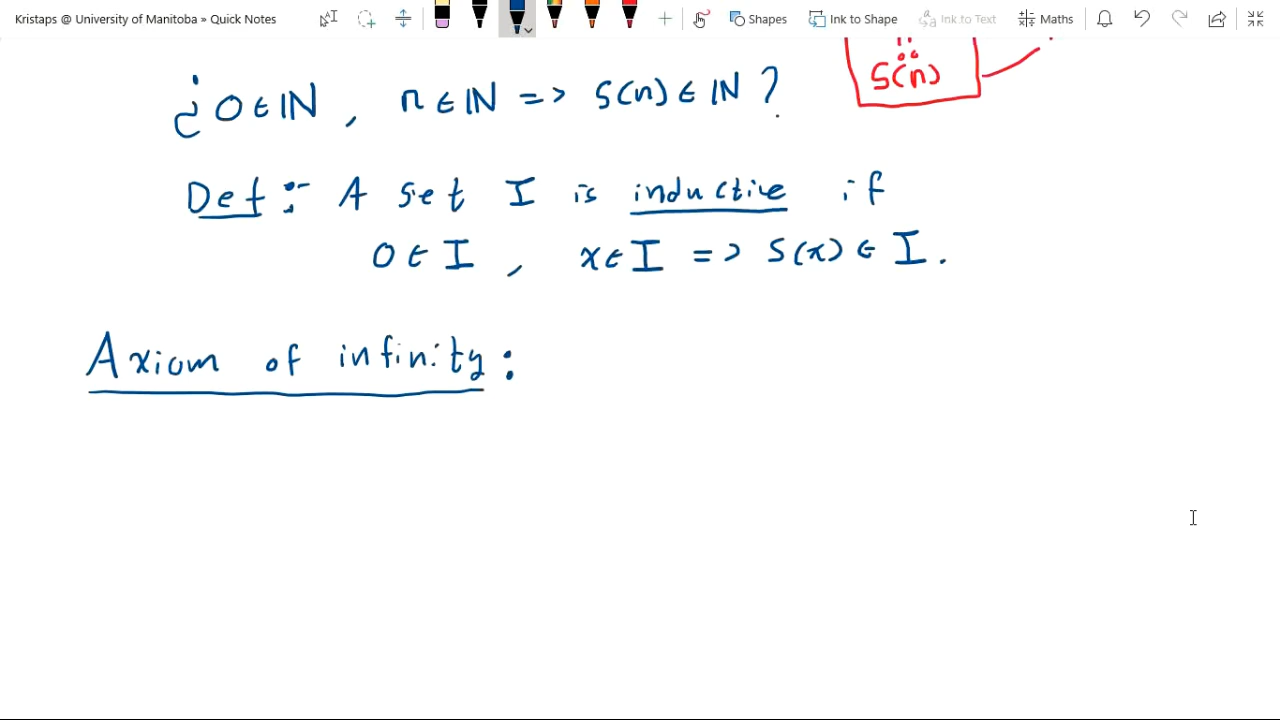 Kristaps @ University of Manitoba » Quick Notes Shapes Ink to Shape Ink to Text Maths
S(n)
¿ 0 ∈ ℕ , n ∈ ℕ => S(n) ∈ ℕ ?
Def :- A set I is inductive if
0 ∈ I , x ∈ I => S(x) ∈ I .
Axiom of infinity :